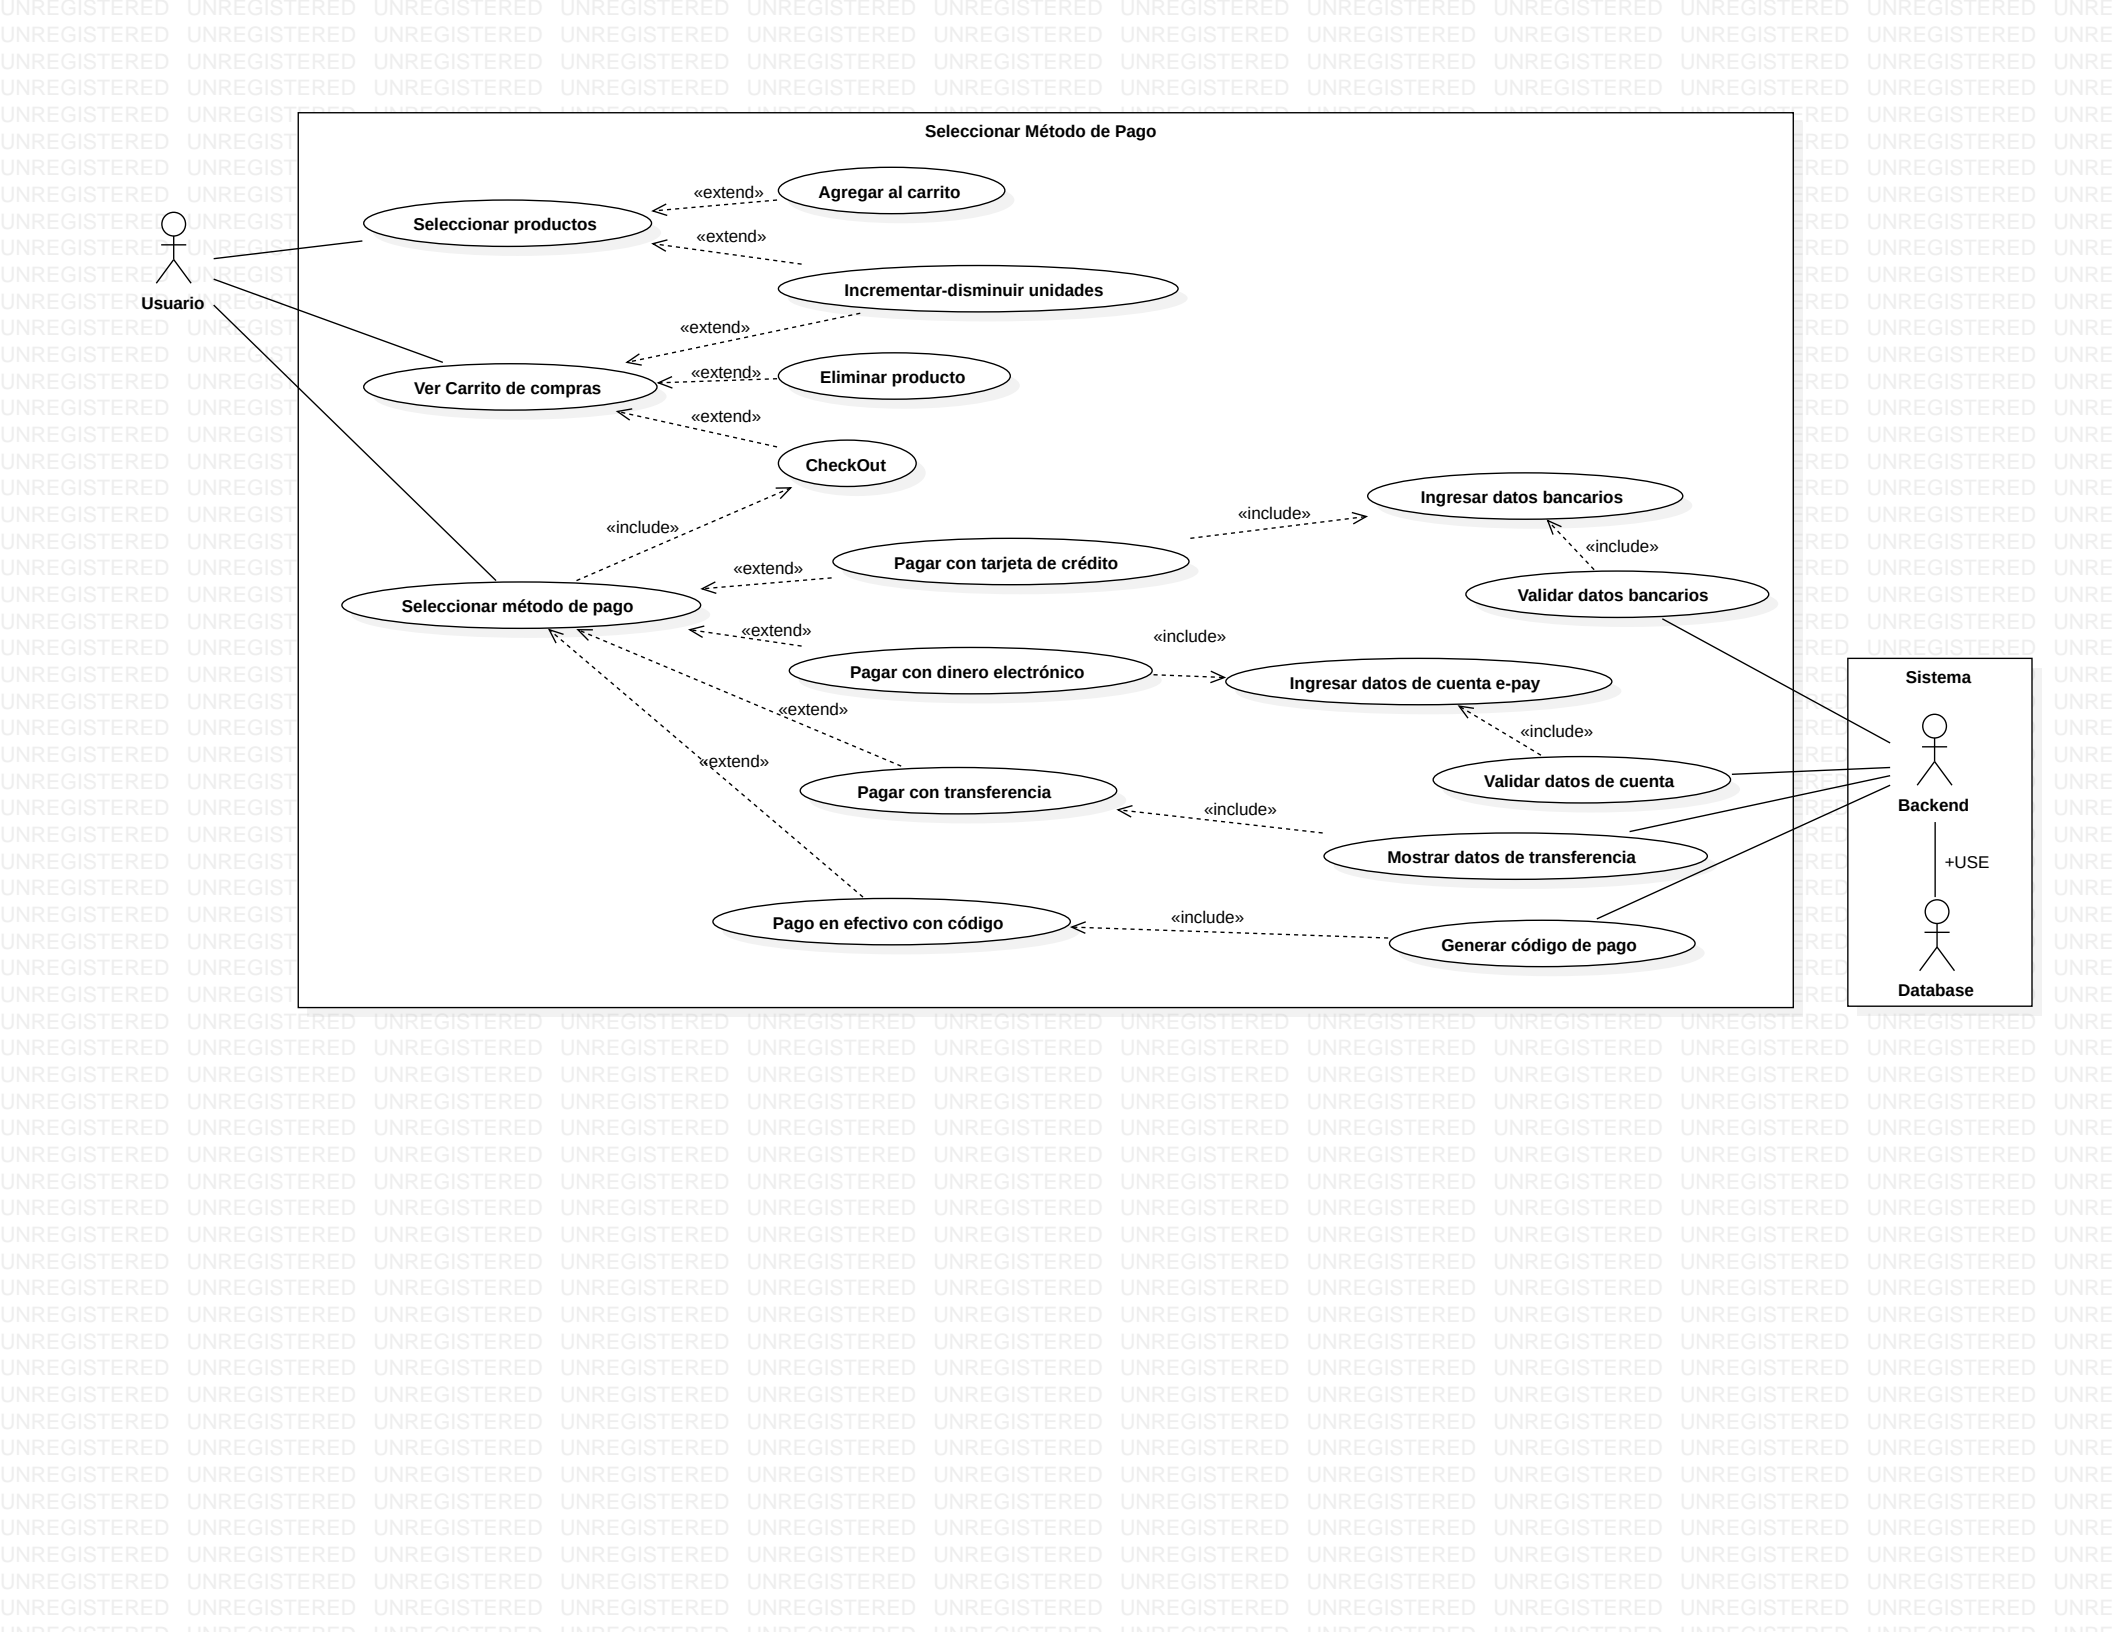 Seleccionar Método de Pago
«extend»
Agregar al carrito
Seleccionar productos
«extend»
Incrementar-disminuir unidades
Usuario
«extend»
Ver Carrito de compras
«extend»
Eliminar producto
«extend»
CheckOut
«include»
Ingresar datos bancarios
«include»
«include»
Pagar con tarjeta de crédito
«extend»
Validar datos bancarios
Seleccionar método de pago
«extend»
«include»
Pagar con dinero electrónico
Ingresar datos de cuenta e-pay
Sistema
«extend»
«include»
«extend»
Validar datos de cuenta
Pagar con transferencia
«include»
Backend
Mostrar datos de transferencia
+USE
Pago en efectivo con código
«include»
Generar código de pago
Database
UNREGISTERED